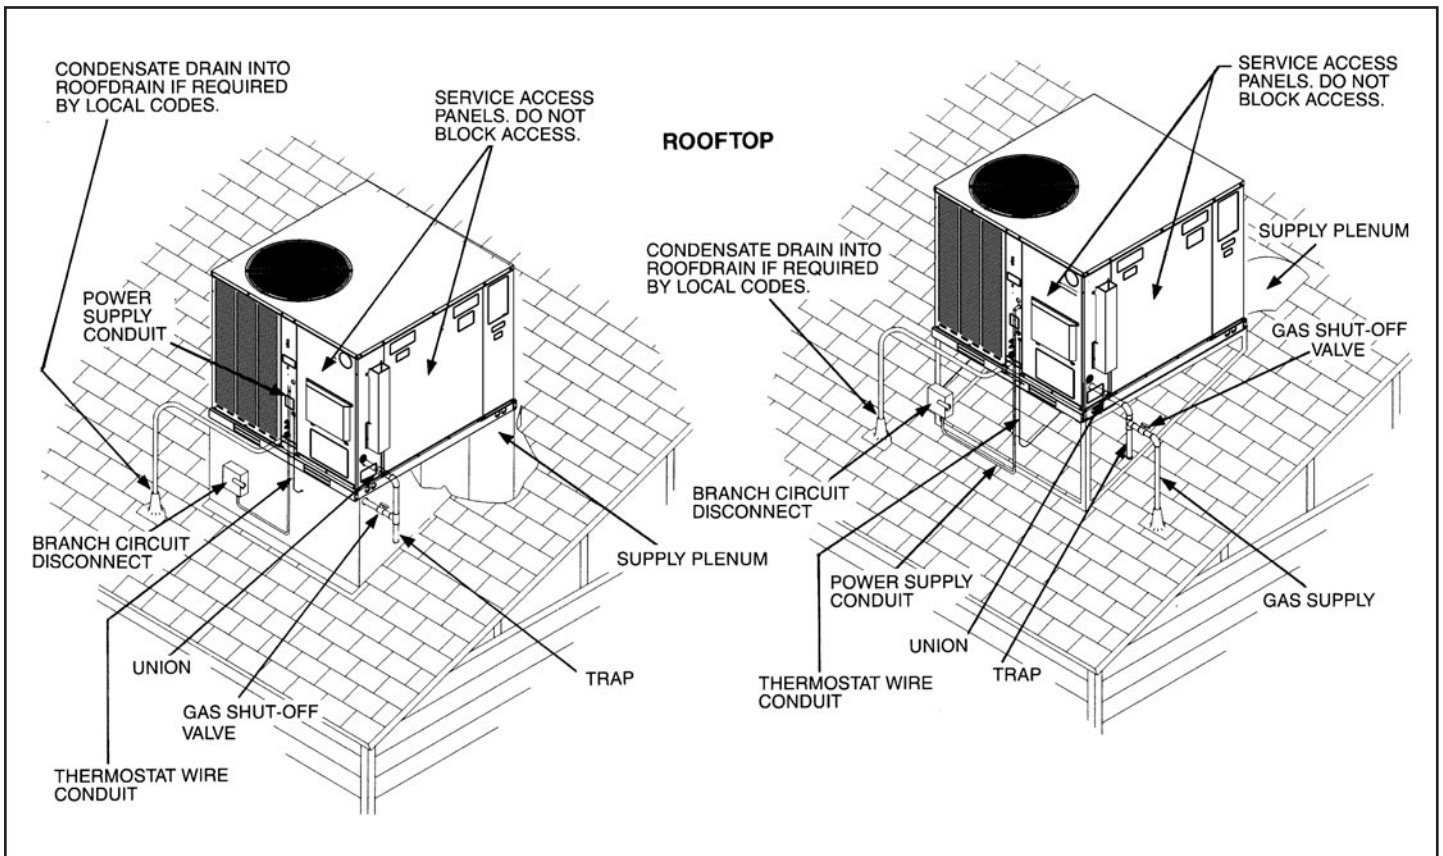 CONDENSATE DRAIN INTO
ROOFDRAIN IF REQUIRED
BY LOCAL CODES.
SERVICE ACCESS
PANELS. DO NOT
BLOCK ACCESS.
ROOFTOP
POWER
SUPPLY
CONDUIT
BRANCH CIRCUIT
DISCONNECT
SUPPLY PLENUM
UNION
TRAP
GAS SHUT-OFF
VALVE
THERMOSTAT WIRE
CONDUIT
SERVICE ACCESS
PANELS. DO NOT
BLOCK ACCESS.
CONDENSATE DRAIN INTO
ROOFDRAIN IF REQUIRED
BY LOCAL CODES.
SUPPLY PLENUM
GAS SHUT-OFF
VALVE
BRANCH CIRCUIT
DISCONNECT
POWER SUPPLY
CONDUIT
GAS SUPPLY
UNION
TRAP
THERMOSTAT WIRE
CONDUIT